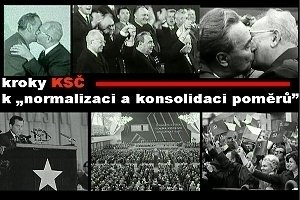 kroky KSČ
k „normalizaci a konsolidaci poměrů”